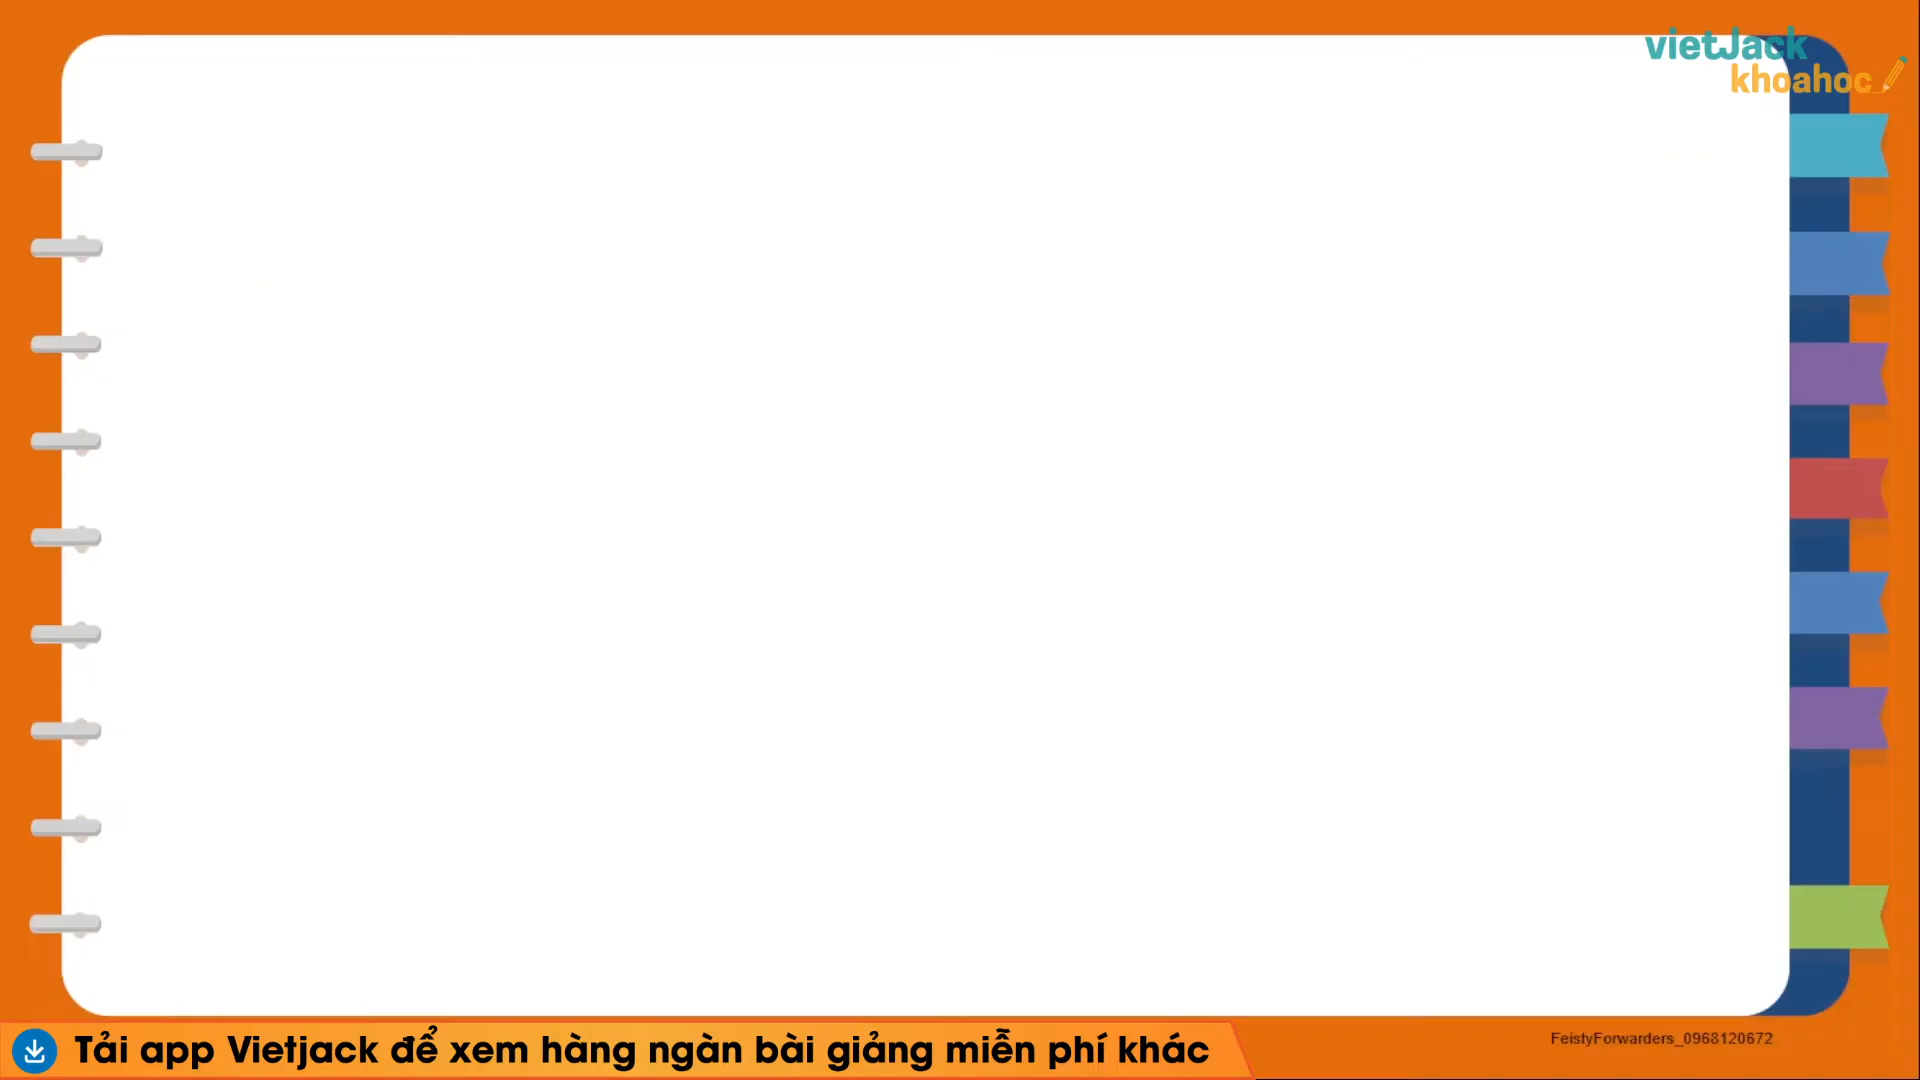 vietJack
khoahoc
Tải app Vietjack để xem hàng ngàn bài giảng miễn phí khác
FeistyForwarders_0968120672